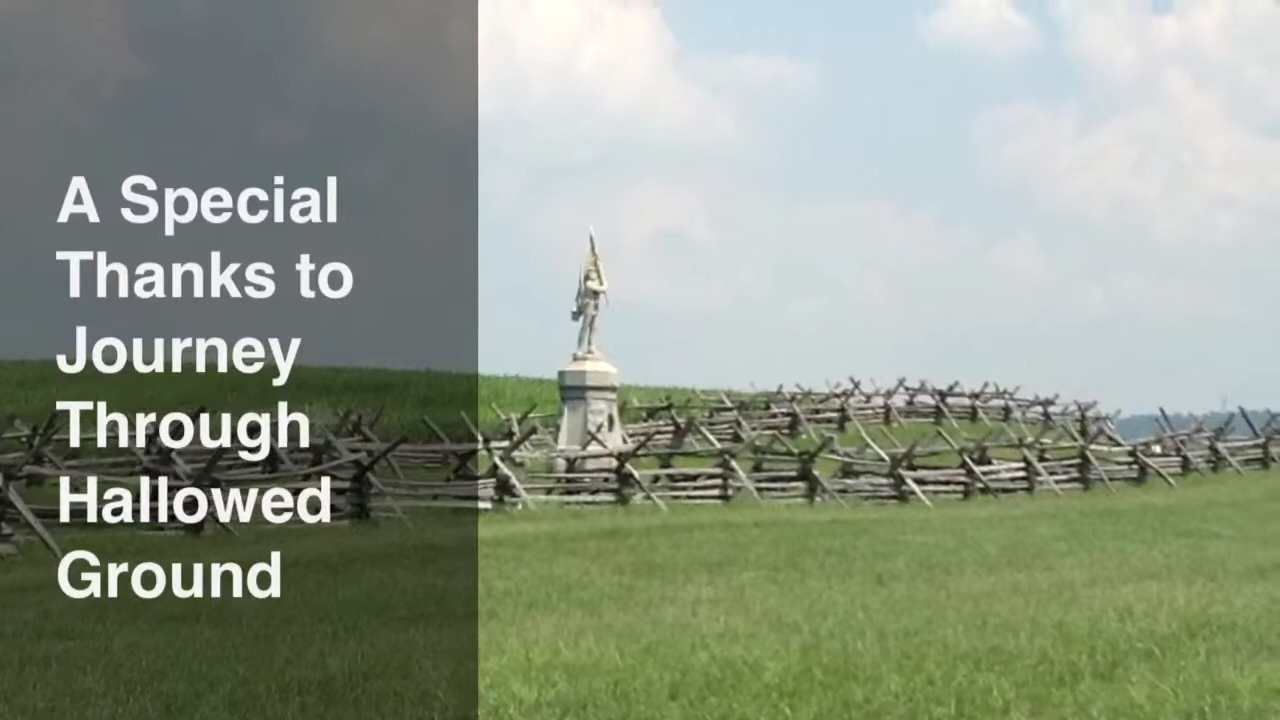 A Special
Thanks to
Journey
Through
Hallowed
Ground